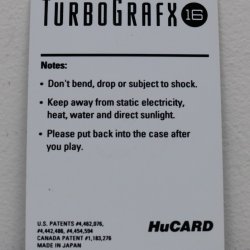 TURBOGRAFX 16
Notes:
• Don't bend, drop or subject to shock.
• Keep away from static electricity,
heat, water and direct sunlight.
• Please put back into the case after
you play.
U.S. PATENTS #4,462,076,
#4,442,486, #4,454,594
CANADA PATENT #1,183,276
MADE IN JAPAN
HuCARD